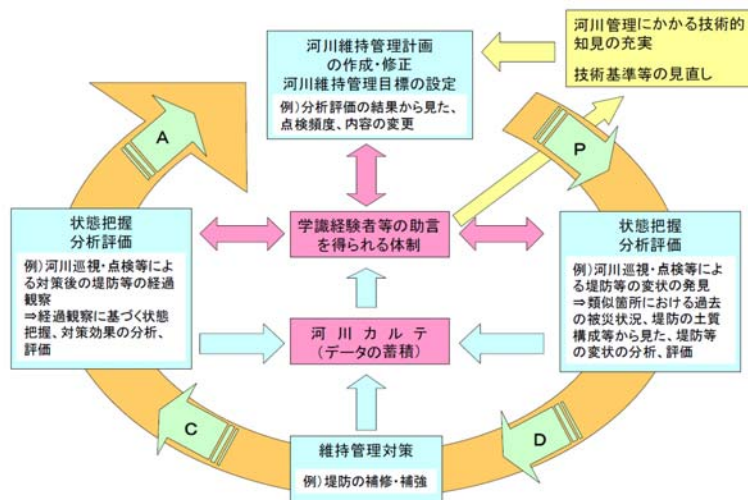 河川維持管理計画
の作成・修正
河川維持管理目標の設定
例）分析評価の結果から見た、
点検頻度、内容の変更
河川管理にかかる技術的
知見の充実
技術基準等の見直し
A
P
状態把握
分析評価
例）河川巡視・点検等によ
る対策後の堤防等の経過
観察
⇒経過観察に基づく状態
把握、対策効果の分析、
評価
学識経験者等の助言
を得られる体制
状態把握
分析評価
例）河川巡視・点検等によ
る堤防等の変状の発見
⇒類似箇所における過去
の被災状況、堤防の土質
構成等から見た、堤防等
の変状の分析、評価
河川カルテ
（データの蓄積）
C
D
維持管理対策
例）堤防の補修・補強